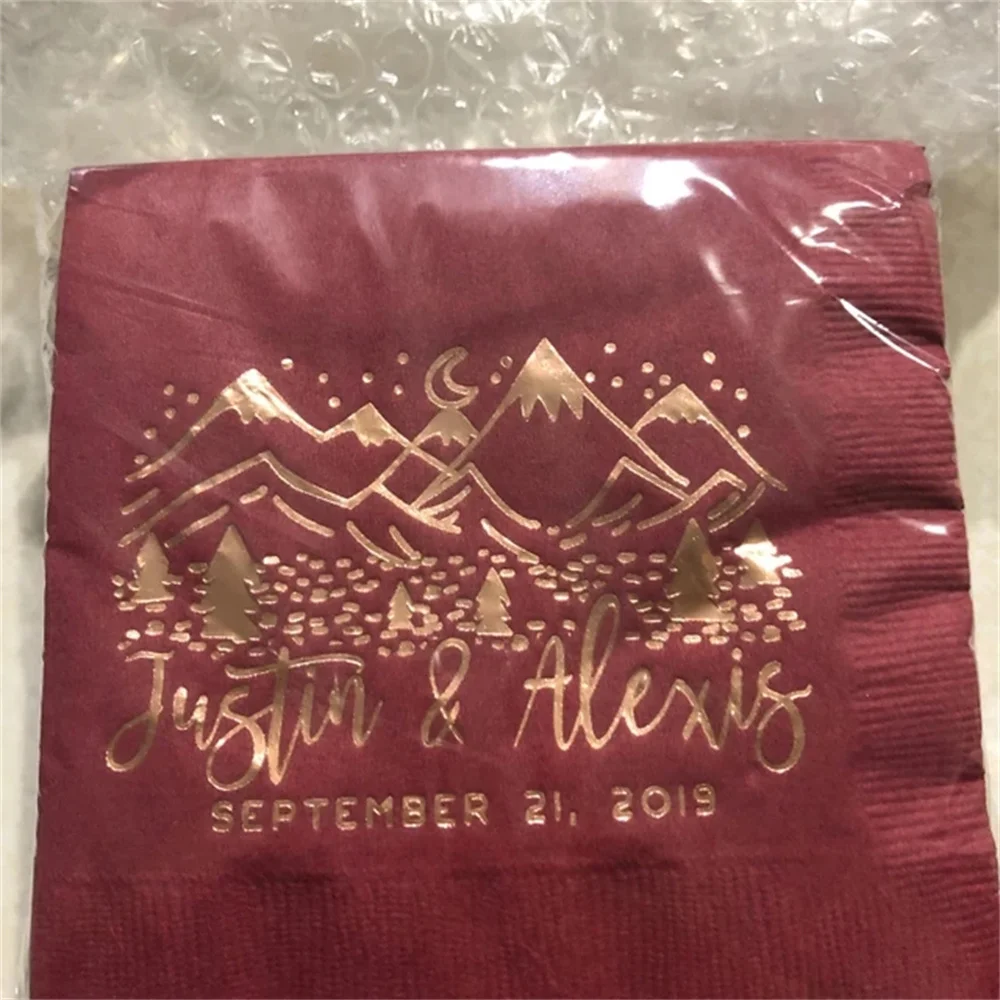 Justin & Alexis
SEPTEMBER 21, 2019